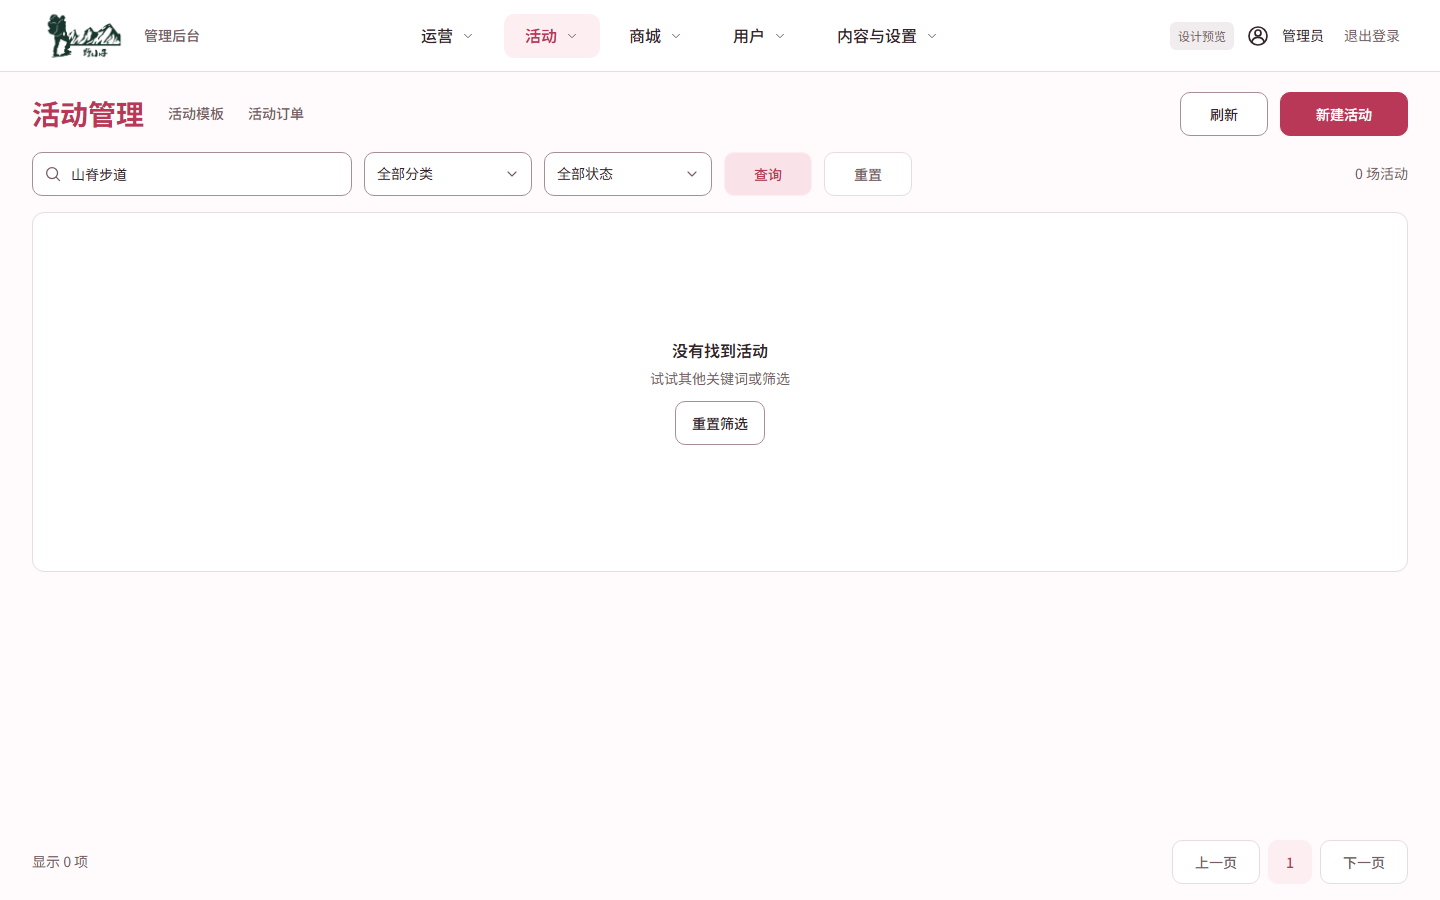 野小子
管理后台
运营
活动
商城
用户
内容与设置
设计预览
管理员
退出登录
活动管理
活动模板
活动订单
刷新
新建活动
山脊步道
全部分类
全部状态
查询
重置
0 场活动
没有找到活动
试试其他关键词或筛选
重置筛选
显示 0 项
上一页
1
下一页